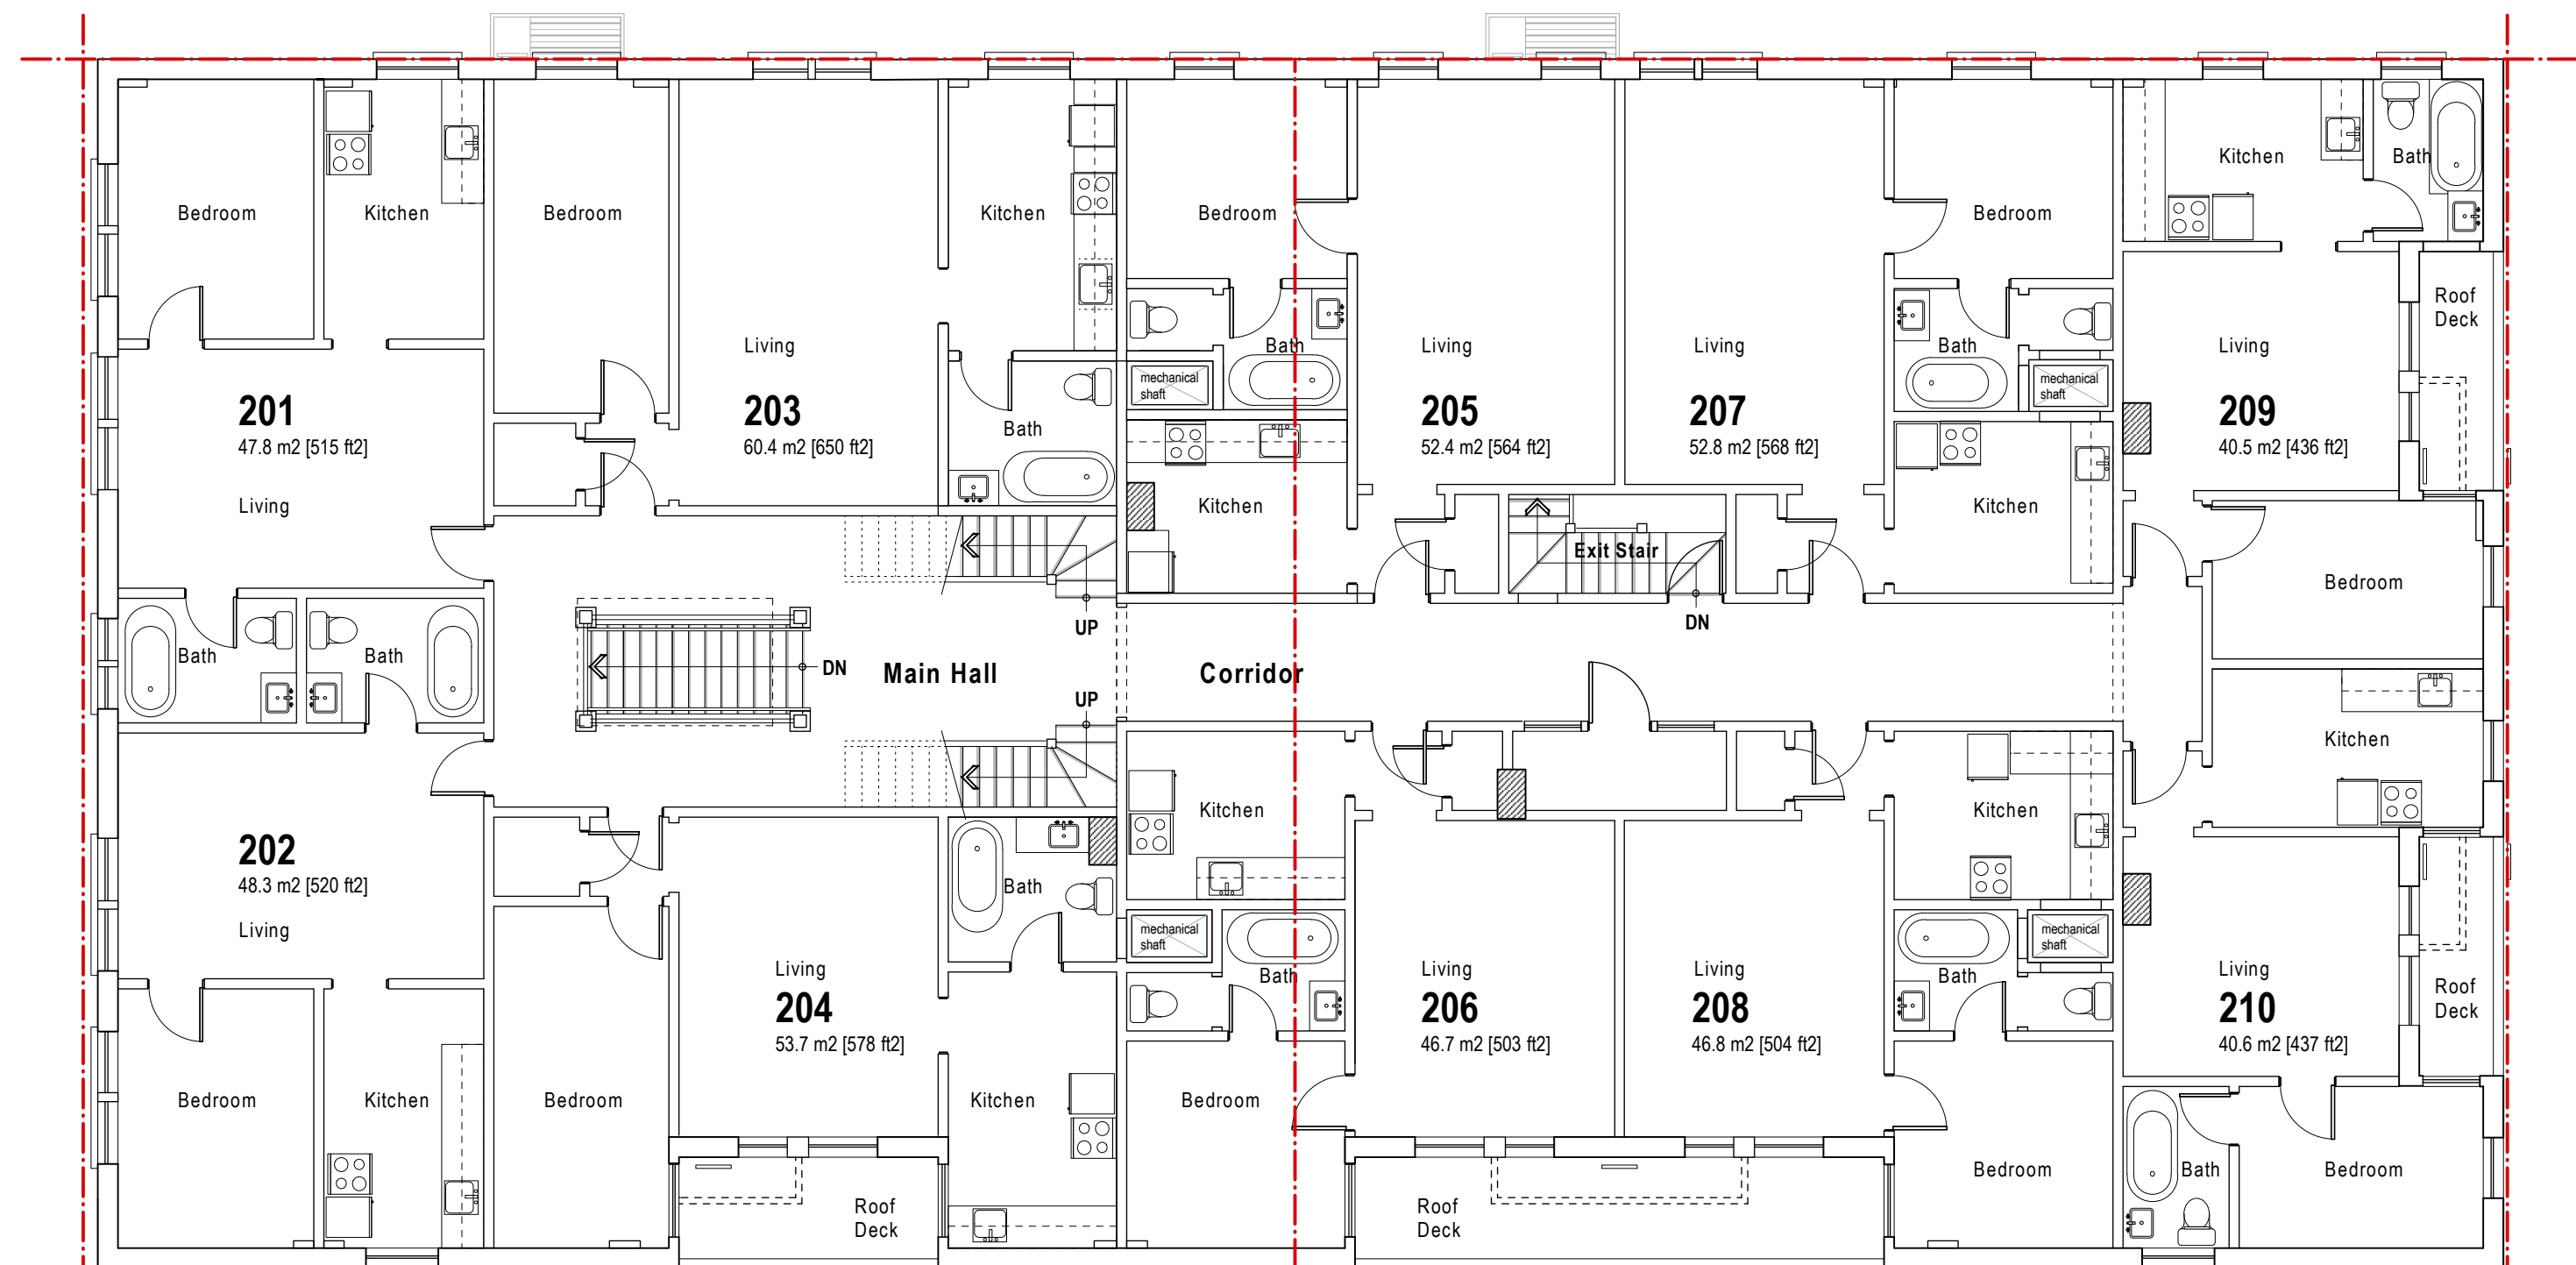 Bedroom
Kitchen
Bedroom
Living
203
60.4 m2 [650 ft2]
Kitchen
Bath
201
47.8 m2 [515 ft2]
Living
Bath
Bath
Bedroom
Bath
mechanical
shaft
Kitchen
Living
205
52.4 m2 [564 ft2]
Living
207
52.8 m2 [568 ft2]
Bedroom
Bath
mechanical
shaft
Kitchen
Kitchen
Bath
Living
209
40.5 m2 [436 ft2]
Roof
Deck
Bedroom
Exit Stair
DN
UP
DN
Main Hall
UP
Corridor
202
48.3 m2 [520 ft2]
Living
Bedroom
Kitchen
Bedroom
Living
204
53.7 m2 [578 ft2]
Bath
Kitchen
Roof
Deck
Kitchen
mechanical
shaft
Bath
Bedroom
Living
206
46.7 m2 [503 ft2]
Roof
Deck
Living
208
46.8 m2 [504 ft2]
Kitchen
mechanical
shaft
Bath
Bedroom
Kitchen
Living
210
40.6 m2 [437 ft2]
Roof
Deck
Bath
Bedroom